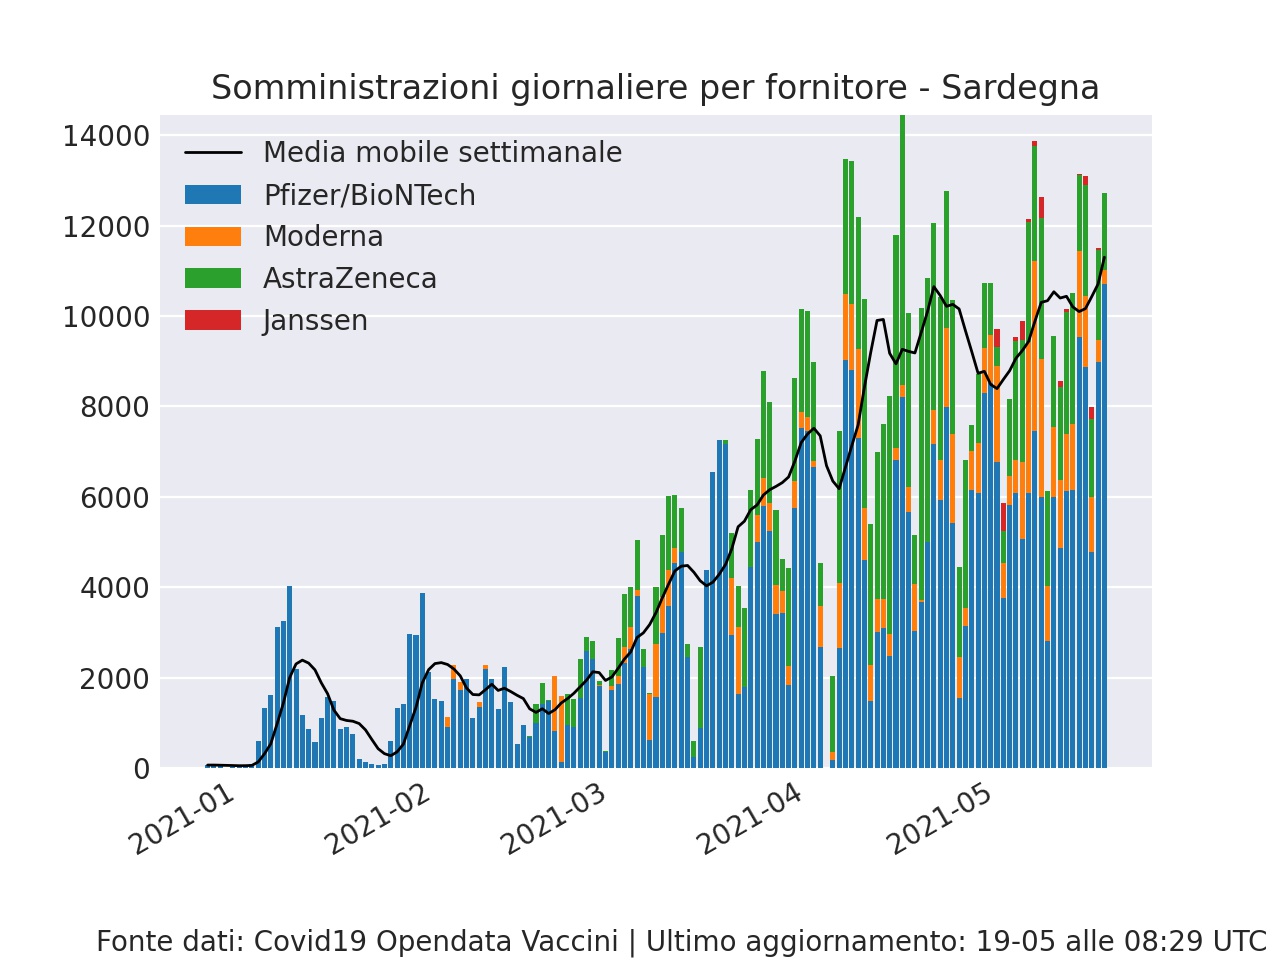 Somministrazioni giornaliere per fornitore - Sardegna
Media mobile settimanale
Pfizer/BioNTech
Moderna
AstraZeneca
Janssen
14000
12000
10000
8000
6000
4000
2000
0
2021-01
2021-02
2021-03
2021-04
2021-05
Fonte dati: Covid19 Opendata Vaccini | Ultimo aggiornamento: 19-05 alle 08:29 UTC